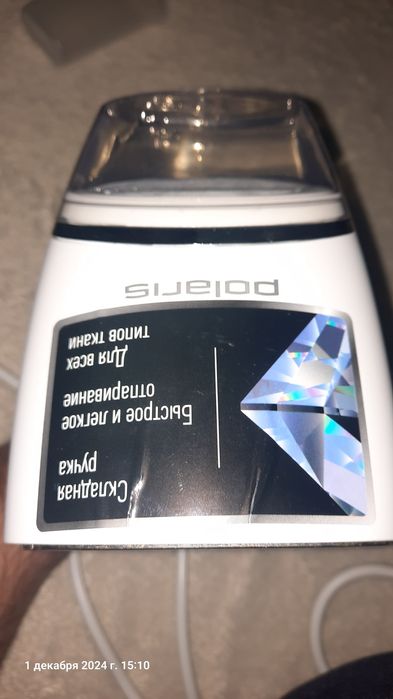 polaris
Складная
ручка
Быстрое и легкое
отпаривание
Для всех
типов ткани
1 декабря 2024 г. 15:10